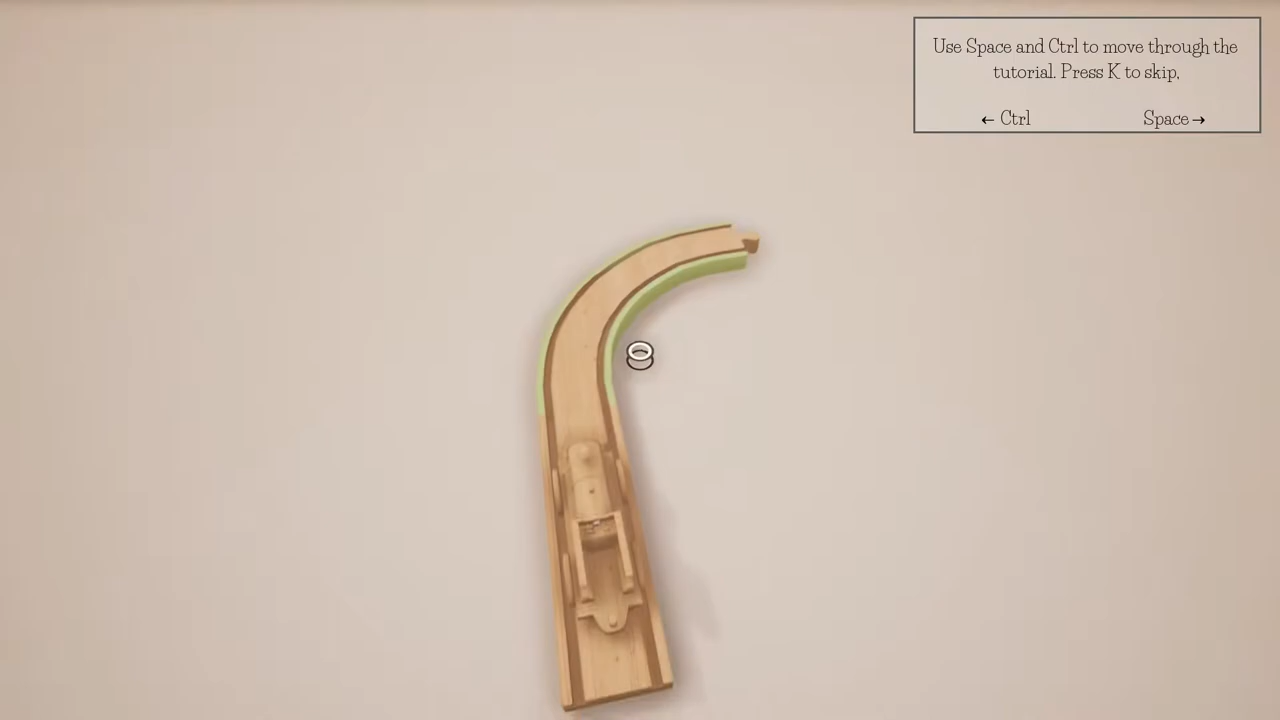 Use Space and Ctrl to move through the
tutorial. Press K to skip.
← Ctrl Space →